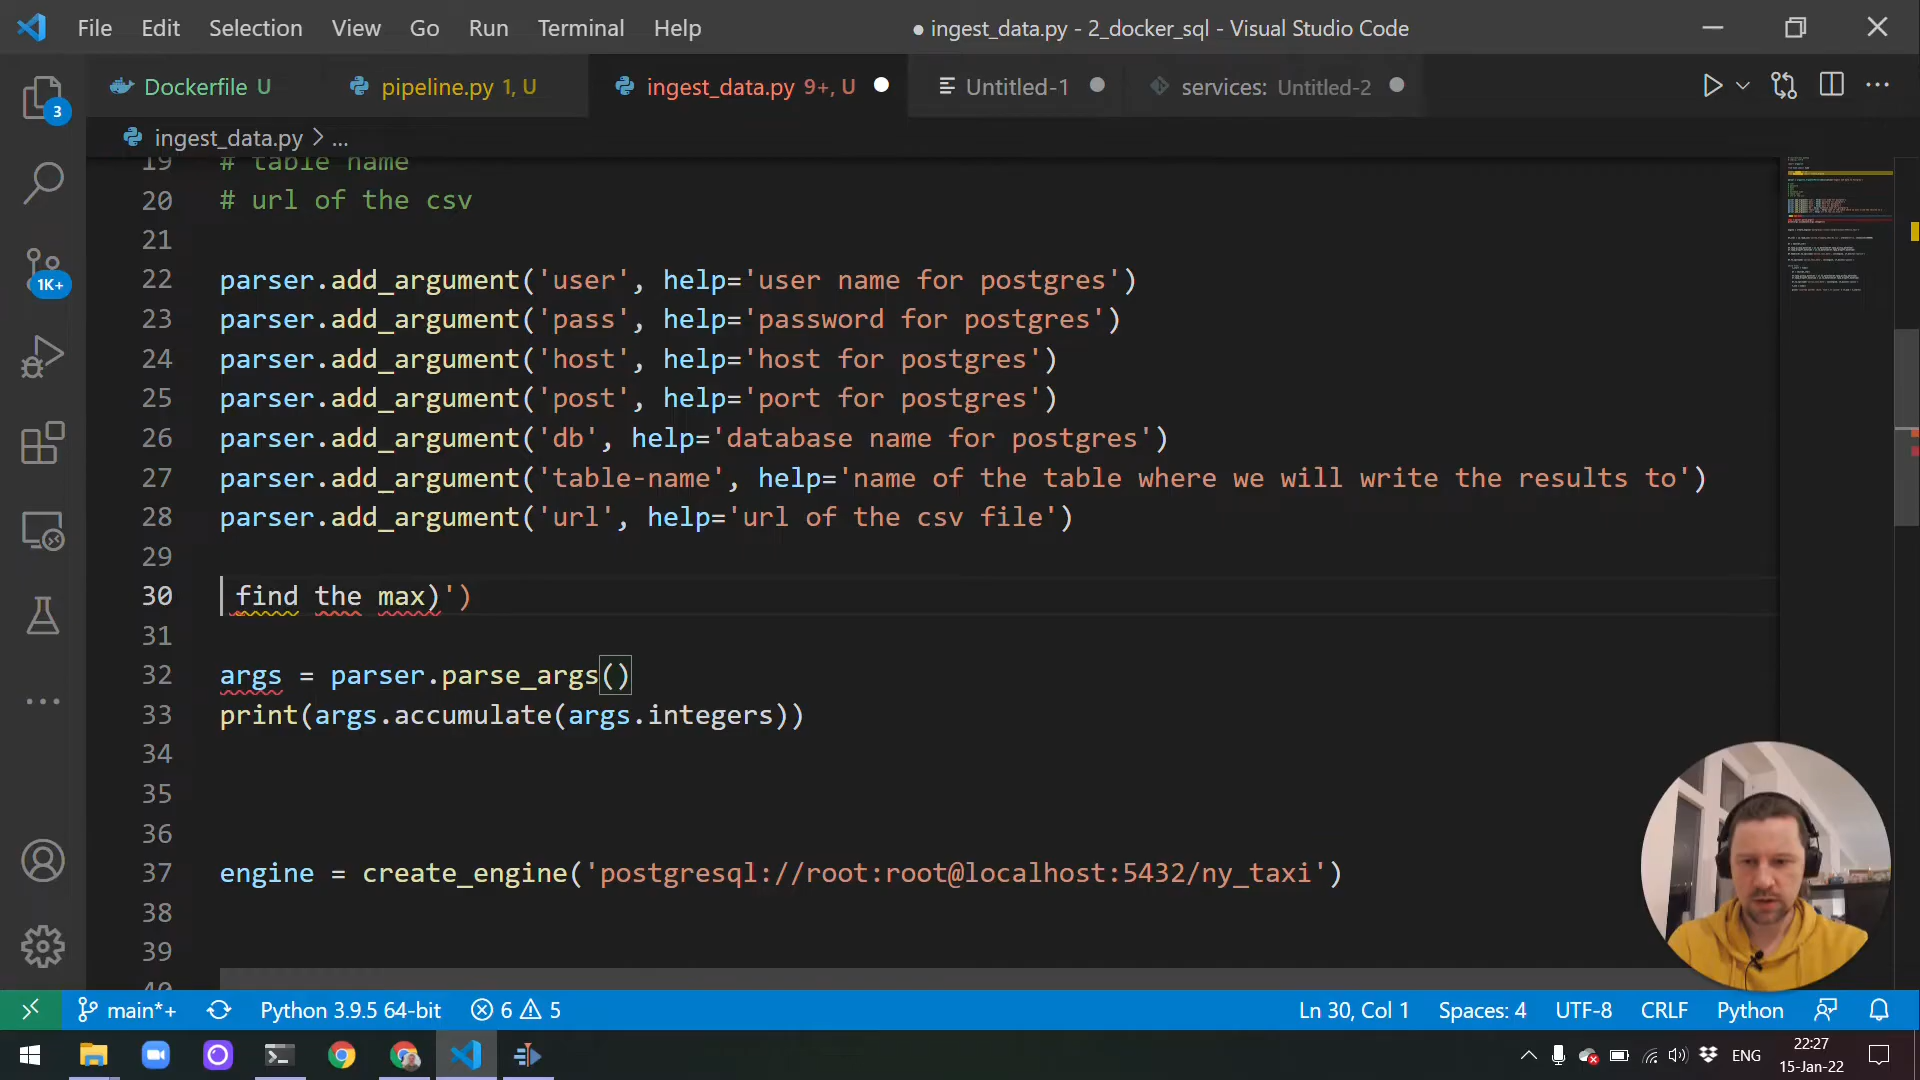 File Edit Selection View Go Run Terminal Help
● ingest_data.py - 2_docker_sql - Visual Studio Code
Dockerfile U
pipeline.py 1, U
ingest_data.py 9+, U
Untitled-1
services: Untitled-2
3
ingest_data.py > ...
19 # table name
20 # url of the csv
21
22 parser.add_argument('user', help='user name for postgres')
23 parser.add_argument('pass', help='password for postgres')
24 parser.add_argument('host', help='host for postgres')
25 parser.add_argument('post', help='port for postgres')
26 parser.add_argument('db', help='database name for postgres')
27 parser.add_argument('table-name', help='name of the table where we will write the results to')
28 parser.add_argument('url', help='url of the csv file')
29
30 find the max)')
31
32 args = parser.parse_args()
33 print(args.accumulate(args.integers))
34
35
36
37 engine = create_engine('postgresql://root:root@localhost:5432/ny_taxi')
38
39
40
1K+
main*+ Python 3.9.5 64-bit 6 5 Ln 30, Col 1 Spaces: 4 UTF-8 CRLF Python
ENG
22:27
15-Jan-22